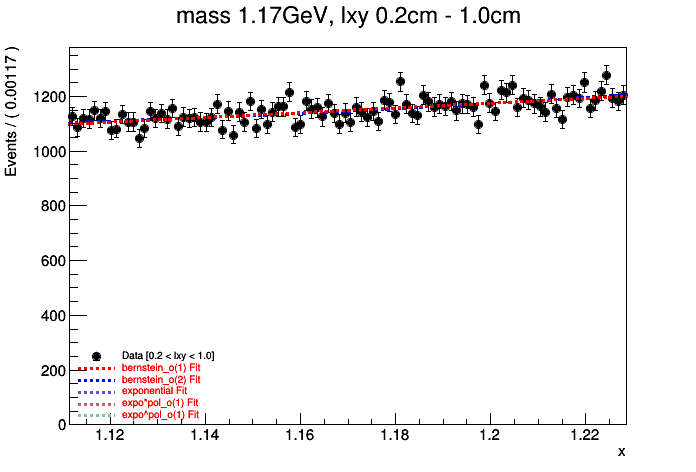 mass 1.17GeV, lxy 0.2cm - 1.0cm
Events / ( 0.00117 )
1200
1000
800
600
400
200
0
Data [0.2 < lxy < 1.0]
bernstein_o(1) Fit
bernstein_o(2) Fit
exponential Fit
expo*pol_o(1) Fit
expo^pol_o(1) Fit
1.12 1.14 1.16 1.18 1.2 1.22
x